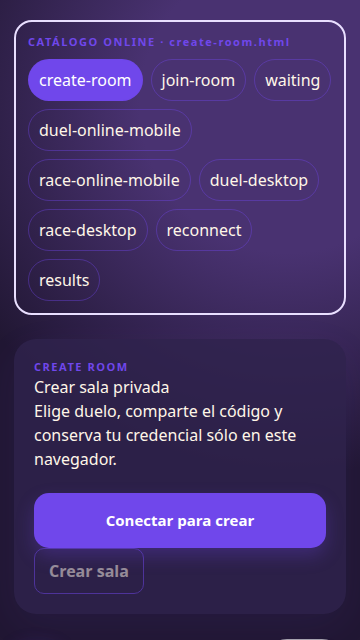 CATÁLOGO ONLINE · create-room.html
create-room join-room waiting
duel-online-mobile
race-online-mobile duel-desktop
race-desktop reconnect
results
CREATE ROOM
Crear sala privada
Elige duelo, comparte el código y
conserva tu credencial sólo en este
navegador.
Conectar para crear
Crear sala